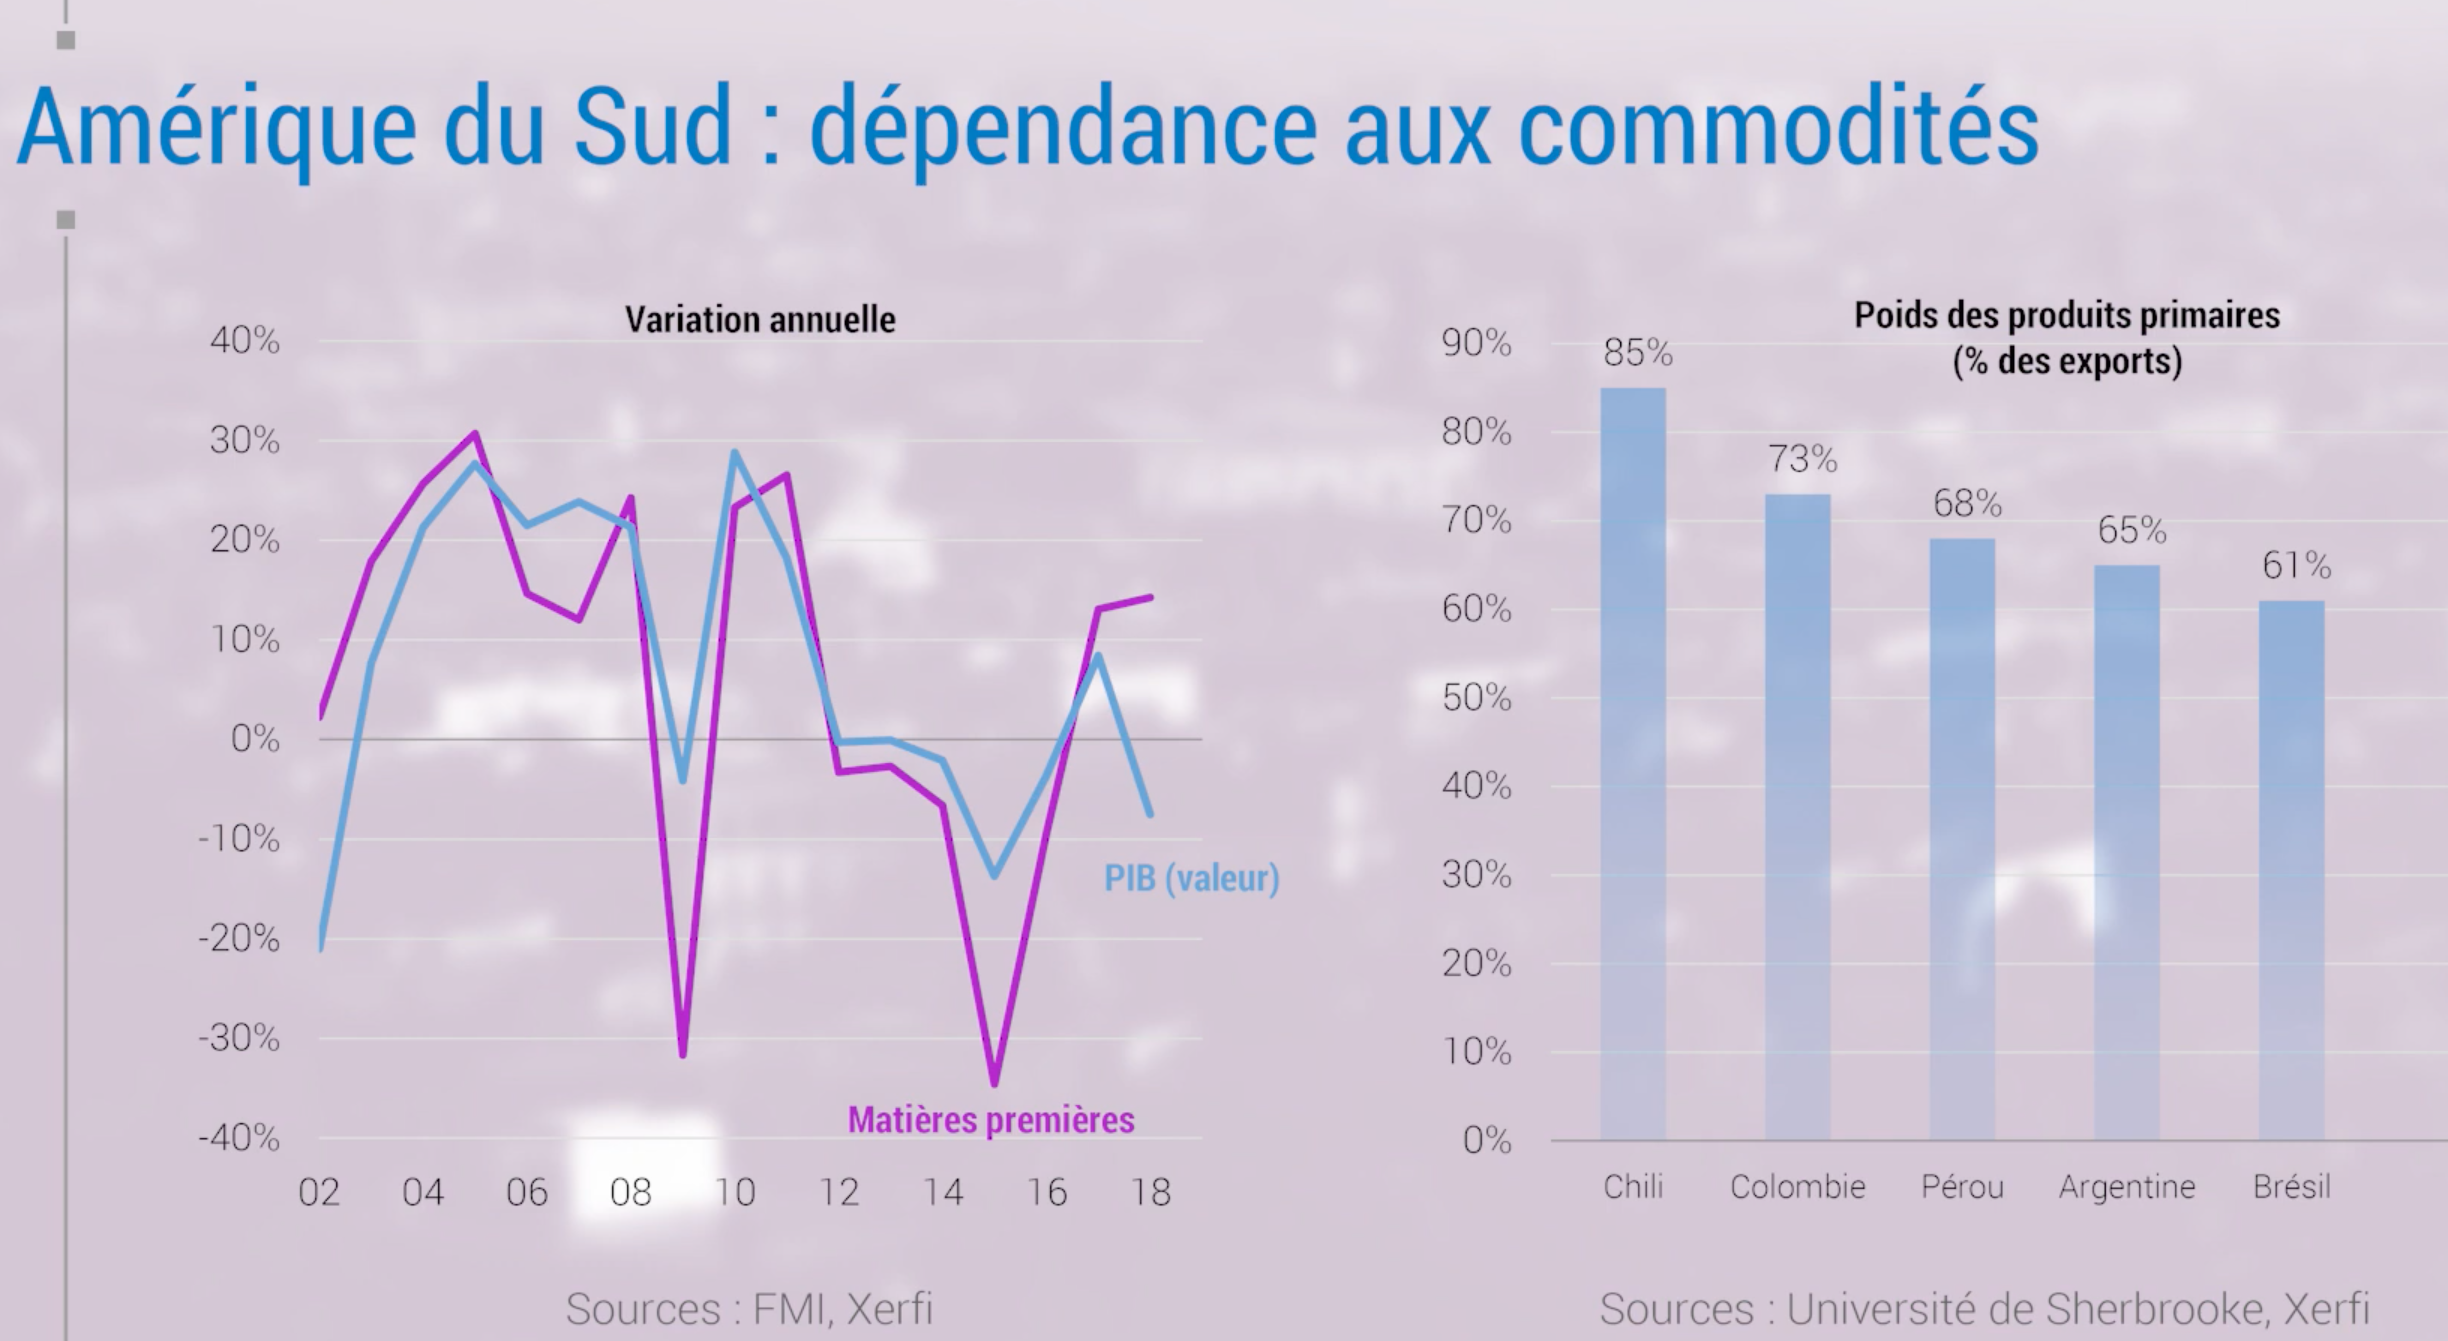 Amérique du Sud : dépendance aux commodités
Variation annuelle
40%
30%
20%
10%
0%
-10%
-20%
-30%
-40%
02 04 06 08 10 12 14 16 18
PIB (valeur)
Matières premières
Sources : FMI, Xerfi
Poids des produits primaires
(% des exports)
90%
80%
70%
60%
50%
40%
30%
20%
10%
0%
85%
73%
68%
65%
61%
Chili Colombie Pérou Argentine Brésil
Sources : Université de Sherbrooke, Xerfi